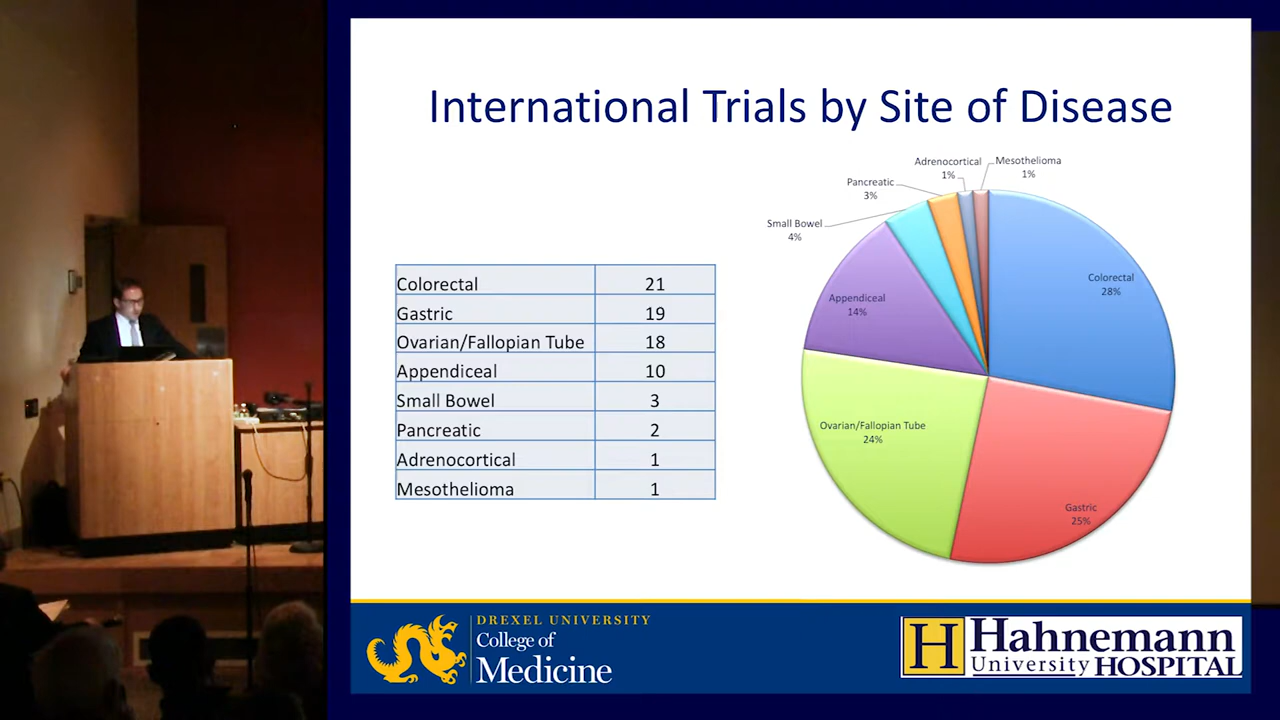 International Trials by Site of Disease
Colorectal 21
Gastric 19
Ovarian/Fallopian Tube 18
Appendiceal 10
Small Bowel 3
Pancreatic 2
Adrenocortical 1
Mesothelioma 1
Adrenocortical
1%
Mesothelioma
1%
Pancreatic
3%
Small Bowel
4%
Colorectal
28%
Appendiceal
14%
Ovarian/Fallopian Tube
24%
Gastric
25%
DREXEL UNIVERSITY
College of
Medicine
H Hahnemann
University HOSPITAL